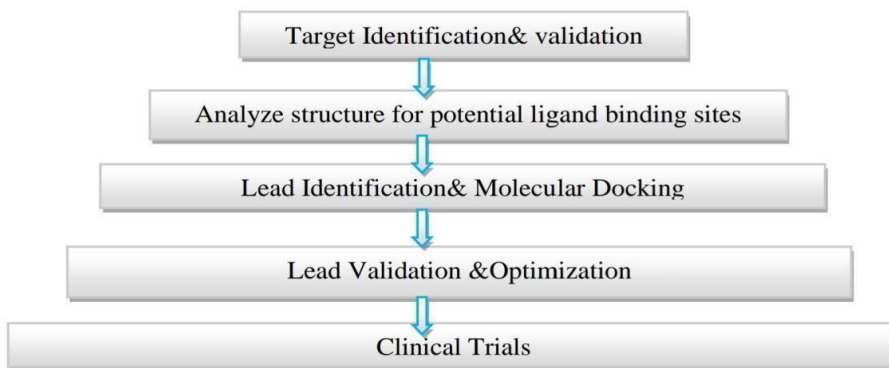 Target Identification& validation
Analyze structure for potential ligand binding sites
Lead Identification& Molecular Docking
Lead Validation &Optimization
Clinical Trials